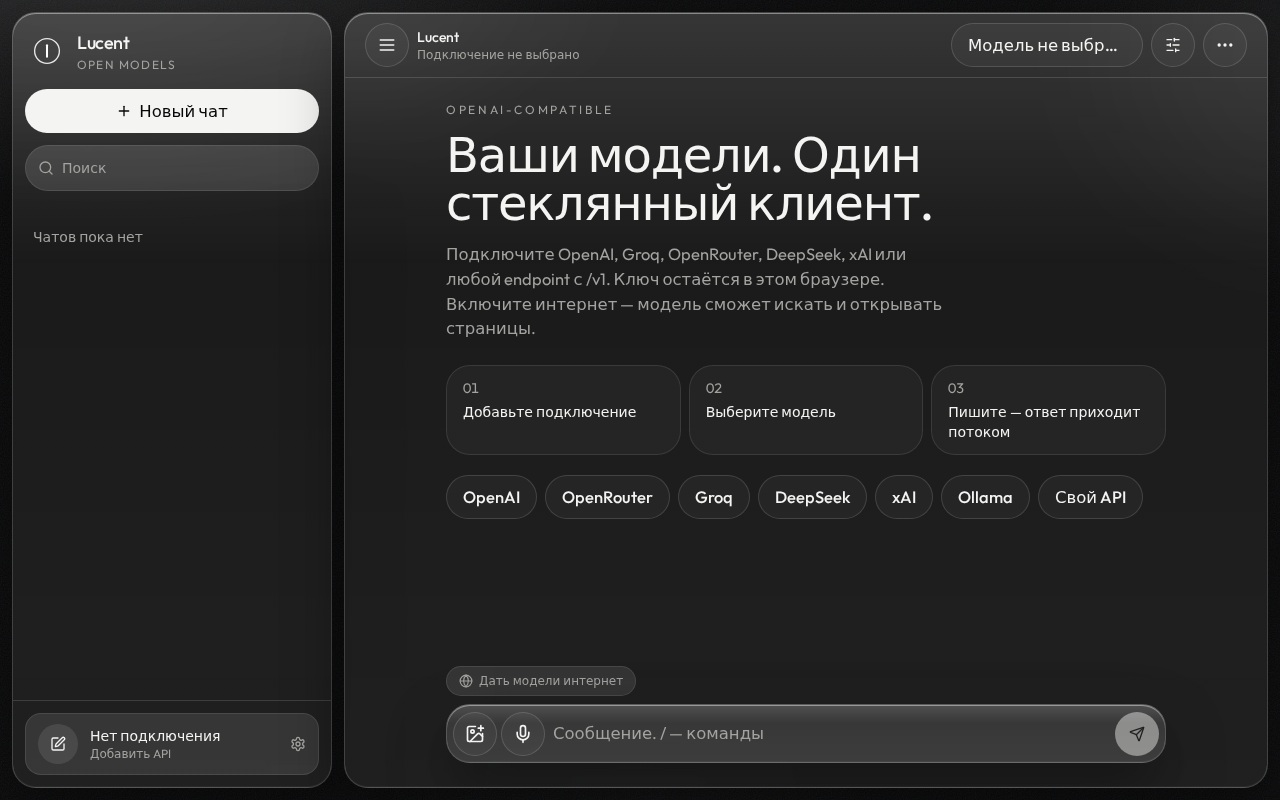 Lucent
OPEN MODELS
Новый чат
Поиск
Чатов пока нет
Нет подключения
Добавить API
Lucent
Подключение не выбрано
Модель не выбр...
OPENAI-COMPATIBLE
Ваши модели. Один
стеклянный клиент.
Подключите OpenAI, Groq, OpenRouter, DeepSeek, xAI или
любой endpoint с /v1. Ключ остаётся в этом браузере.
Включите интернет — модель сможет искать и открывать
страницы.
01
Добавьте подключение
02
Выберите модель
03
Пишите — ответ приходит
потоком
OpenAI
OpenRouter
Groq
DeepSeek
xAI
Ollama
Свой API
Дать модели интернет
Сообщение. / — команды